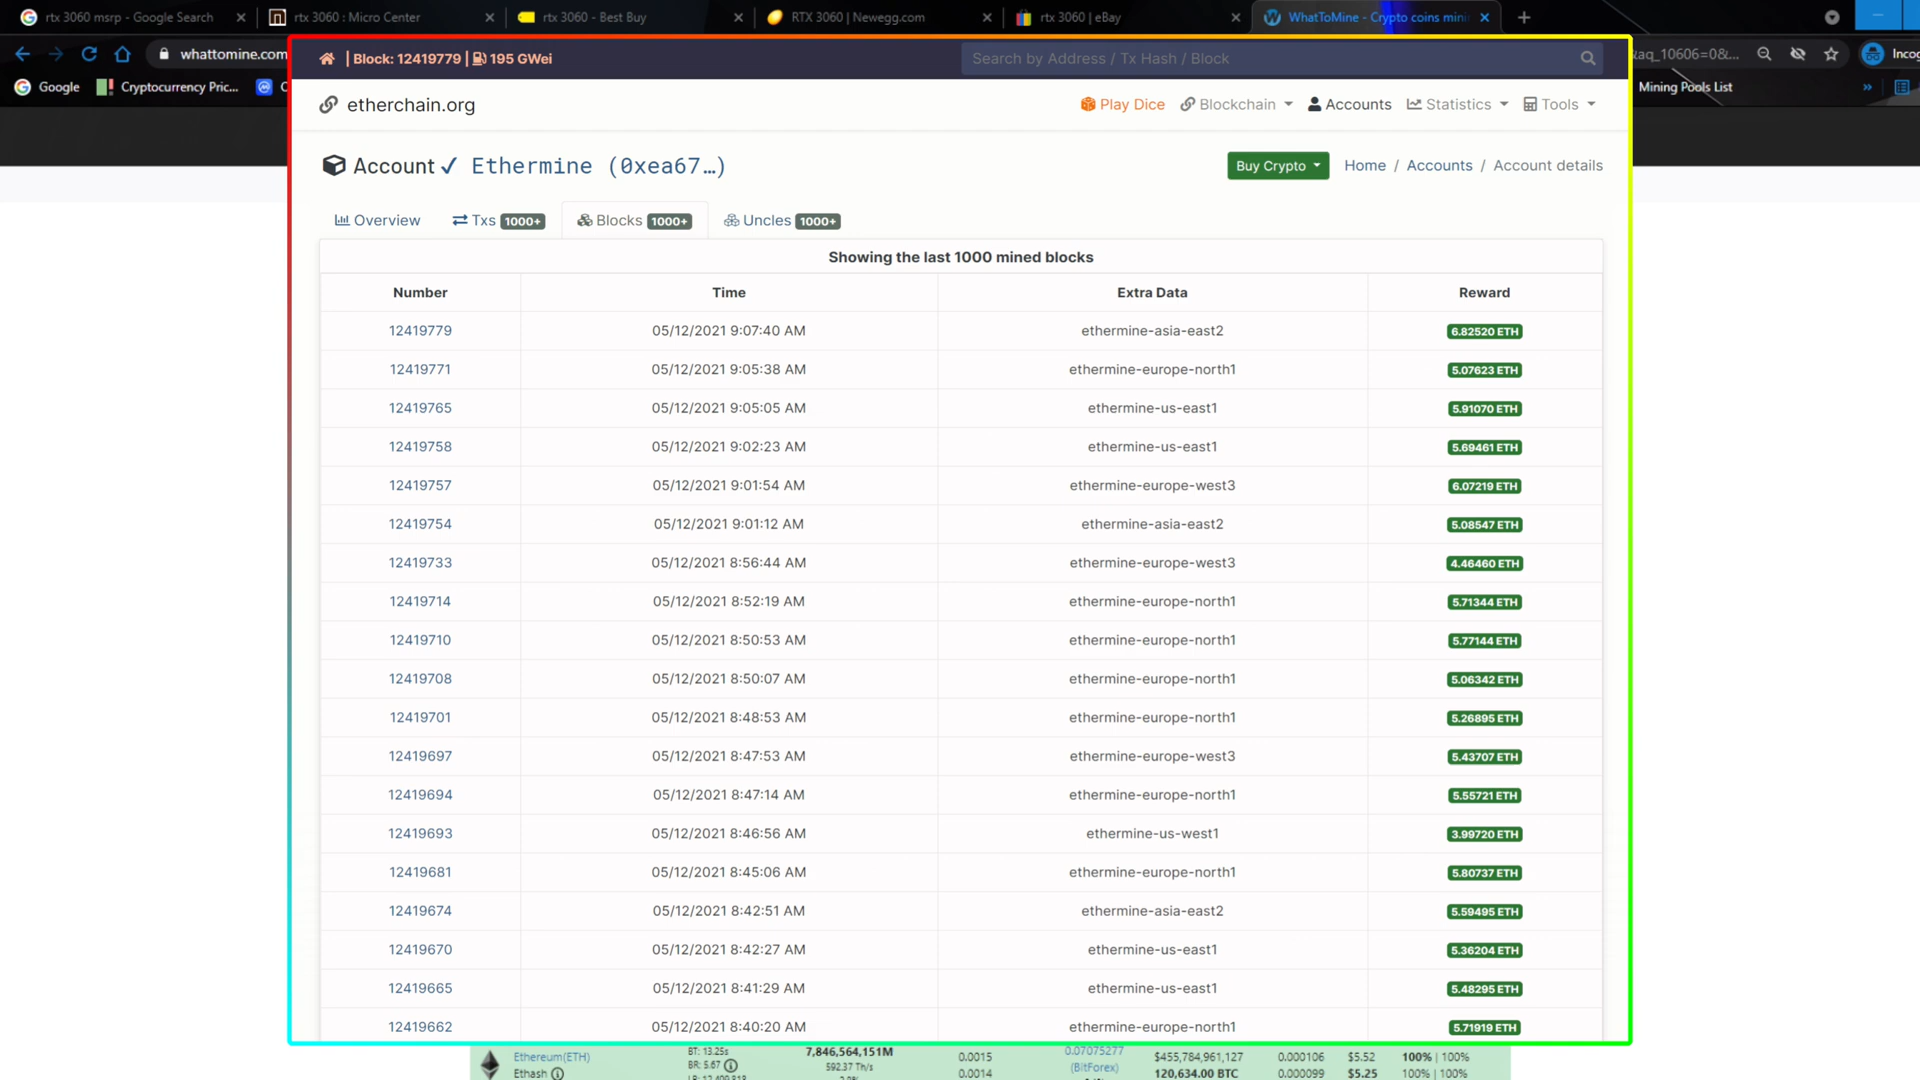 rtx 3060 msrp - Google Search
rtx 3060 : Micro Center
rtx 3060 - Best Buy
RTX 3060 | Newegg.com
rtx 3060 | eBay
WhatToMine - Crypto coins mini
whattomine.com
aq_10606=0&...
Incog
Google
Cryptocurrency Pric...
Mining Pools List
| Block: 12419779 | 195 GWei
Search by Address / Tx Hash / Block
etherchain.org
Play Dice
Blockchain
Accounts
Statistics
Tools
Account Ethermine (0xea67…)
Buy Crypto
Home / Accounts / Account details
Overview
Txs 1000+
Blocks 1000+
Uncles 1000+
Showing the last 1000 mined blocks
Number Time Extra Data Reward
12419779 05/12/2021 9:07:40 AM ethermine-asia-east2 6.82520 ETH
12419771 05/12/2021 9:05:38 AM ethermine-europe-north1 5.07623 ETH
12419765 05/12/2021 9:05:05 AM ethermine-us-east1 5.91070 ETH
12419758 05/12/2021 9:02:23 AM ethermine-us-east1 5.69461 ETH
12419757 05/12/2021 9:01:54 AM ethermine-europe-west3 6.07219 ETH
12419754 05/12/2021 9:01:12 AM ethermine-asia-east2 5.08547 ETH
12419733 05/12/2021 8:56:44 AM ethermine-europe-west3 4.46460 ETH
12419714 05/12/2021 8:52:19 AM ethermine-europe-north1 5.71344 ETH
12419710 05/12/2021 8:50:53 AM ethermine-europe-north1 5.77144 ETH
12419708 05/12/2021 8:50:07 AM ethermine-europe-north1 5.06342 ETH
12419701 05/12/2021 8:48:53 AM ethermine-europe-north1 5.26895 ETH
12419697 05/12/2021 8:47:53 AM ethermine-europe-west3 5.43707 ETH
12419694 05/12/2021 8:47:14 AM ethermine-europe-north1 5.55721 ETH
12419693 05/12/2021 8:46:56 AM ethermine-us-west1 3.99720 ETH
12419681 05/12/2021 8:45:06 AM ethermine-europe-north1 5.80737 ETH
12419674 05/12/2021 8:42:51 AM ethermine-asia-east2 5.59495 ETH
12419670 05/12/2021 8:42:27 AM ethermine-us-east1 5.36204 ETH
12419665 05/12/2021 8:41:29 AM ethermine-us-east1 5.48295 ETH
12419662 05/12/2021 8:40:20 AM ethermine-europe-north1 5.71919 ETH
Ethereum(ETH) BT: 13.25s 7,846,564,151M 0.0015 0.07075277 $455,784,961,127 0.000106 $5.52 100% | 100%
Ethash BR: 5.67 592.37 Th/s 0.0014 (BitForex) 120,634.00 BTC 0.000099 $5.25 100% | 100%